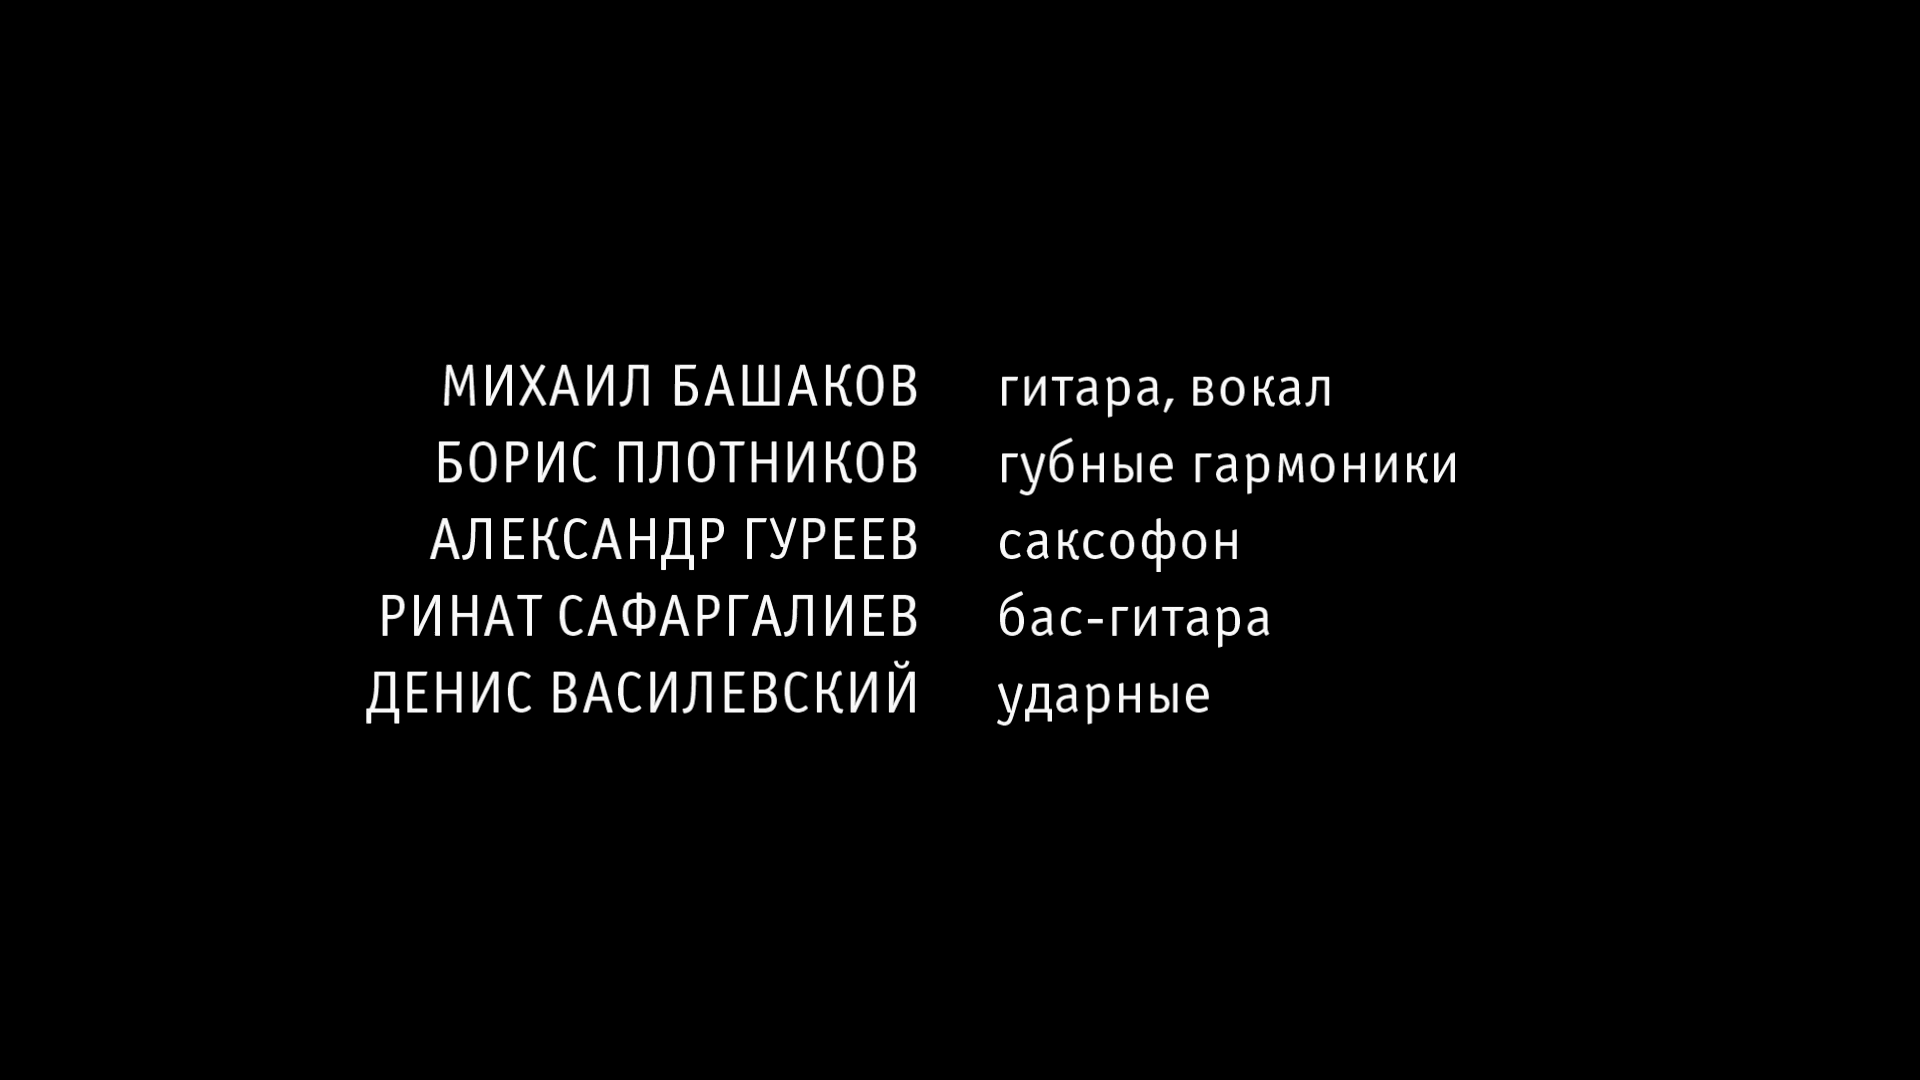 МИХАИЛ БАШАКОВ гитара, вокал
БОРИС ПЛОТНИКОВ губные гармоники
АЛЕКСАНДР ГУРЕЕВ саксофон
РИНАТ САФАРГАЛИЕВ бас-гитара
ДЕНИС ВАСИЛЕВСКИЙ ударные